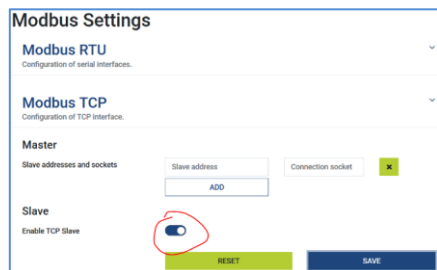 Modbus Settings
Modbus RTU
Configuration of serial interfaces.
Modbus TCP
Configuration of TCP interface.
Master
Slave addresses and sockets Slave address Connection socket ×
ADD
Slave
Enable TCP Slave
RESET SAVE